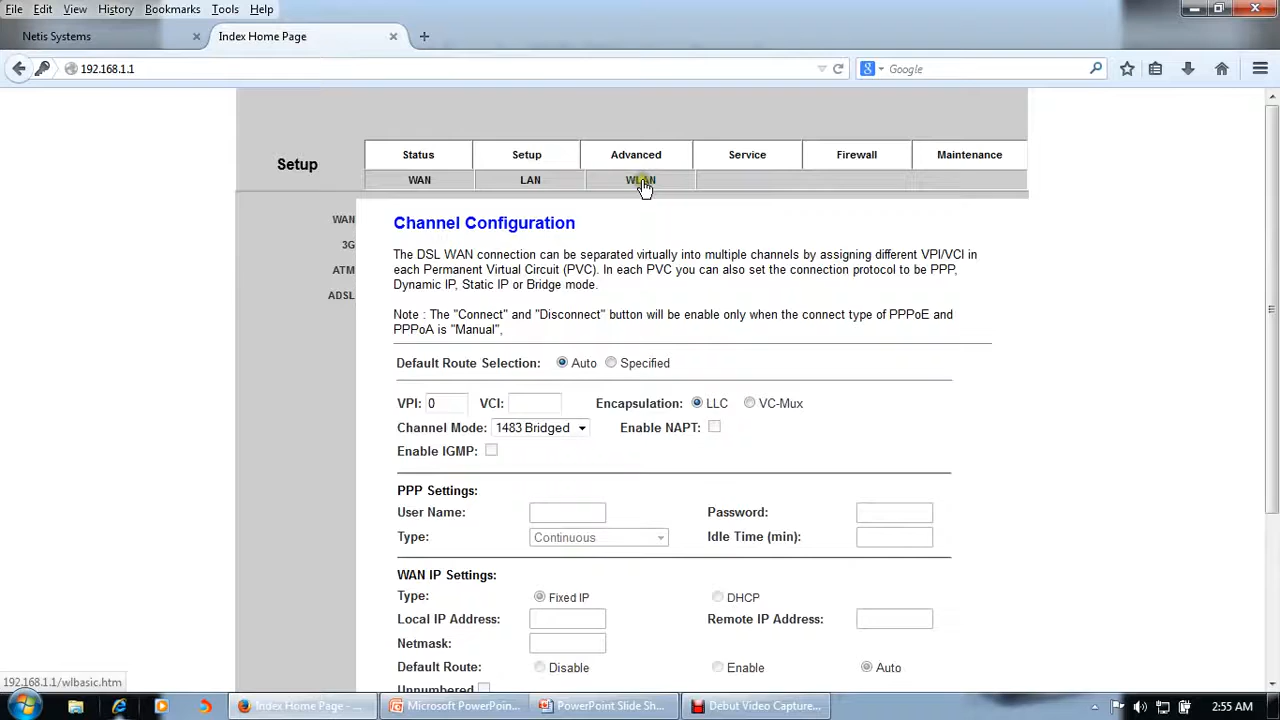 File Edit View History Bookmarks Tools Help
Netis Systems × Index Home Page × +
192.168.1.1 Google
Setup Status Setup Advanced Service Firewall Maintenance
WAN LAN WLAN
WAN
3G
ATM
ADSL
Channel Configuration
The DSL WAN connection can be separated virtually into multiple channels by assigning different VPI/VCI in
each Permanent Virtual Circuit (PVC). In each PVC you can also set the connection protocol to be PPP,
Dynamic IP, Static IP or Bridge mode.
Note : The "Connect" and "Disconnect" button will be enable only when the connect type of PPPoE and
PPPoA is "Manual",
Default Route Selection: Auto Specified
VPI: 0 VCI: Encapsulation: LLC VC-Mux
Channel Mode: 1483 Bridged Enable NAPT:
Enable IGMP:
PPP Settings:
User Name: Password:
Type: Continuous Idle Time (min):
WAN IP Settings:
Type: Fixed IP DHCP
Local IP Address: Remote IP Address:
Netmask:
Default Route: Disable Enable Auto
Unnumbered
192.168.1.1/wlbasic.htm
Index Home Page - ... Microsoft PowerPoint... PowerPoint Slide Sh... Debut Video Capture... 2:55 AM